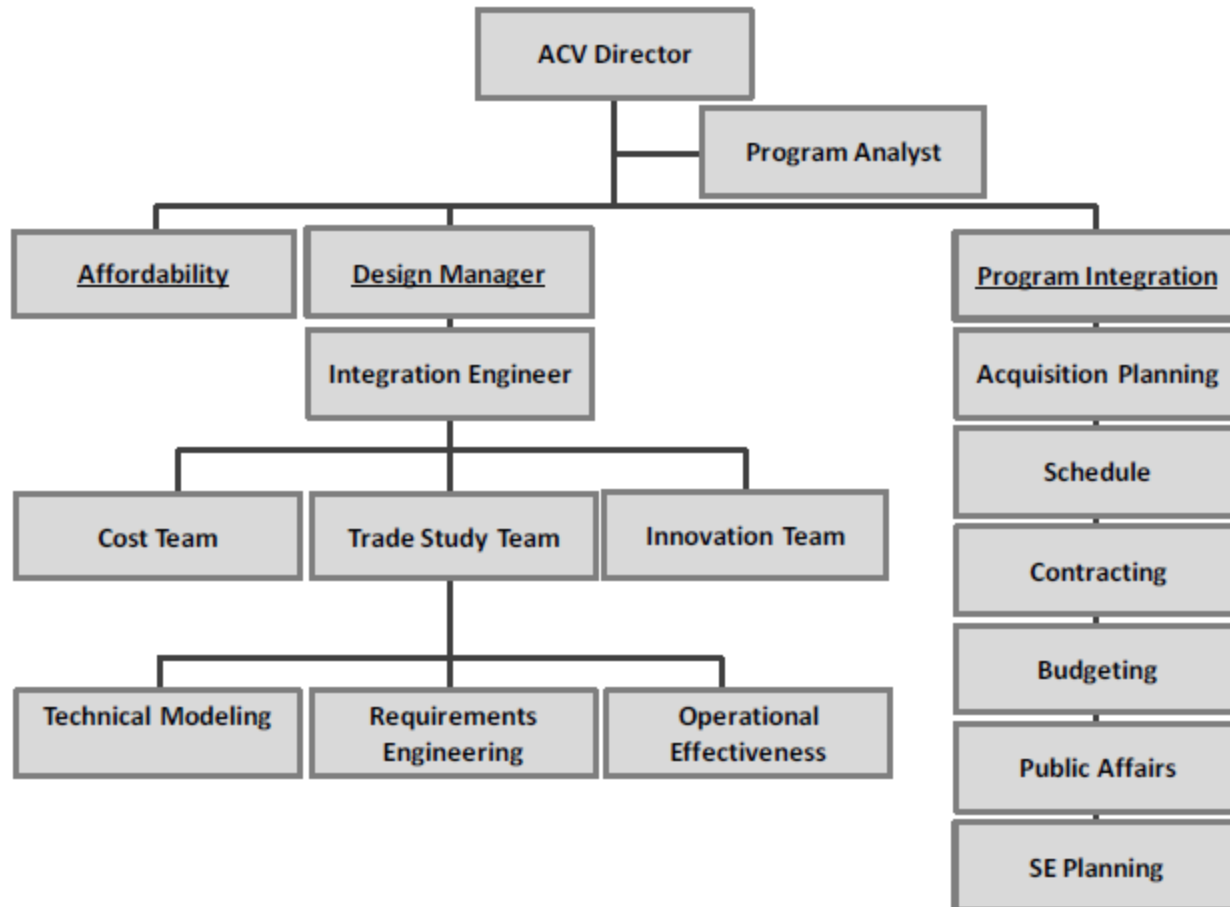 ACV Director
Program Analyst
Affordability
Design Manager
Program Integration
Integration Engineer
Acquisition Planning
Schedule
Cost Team
Trade Study Team
Innovation Team
Contracting
Budgeting
Technical Modeling
Requirements
Engineering
Operational
Effectiveness
Public Affairs
SE Planning